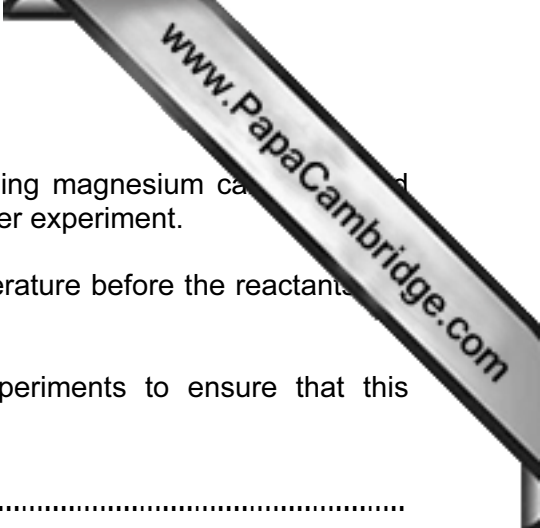 www.PapaCambridge.com
ing magnesium ca
er experiment.
erature before the reactants
periments to ensure that this